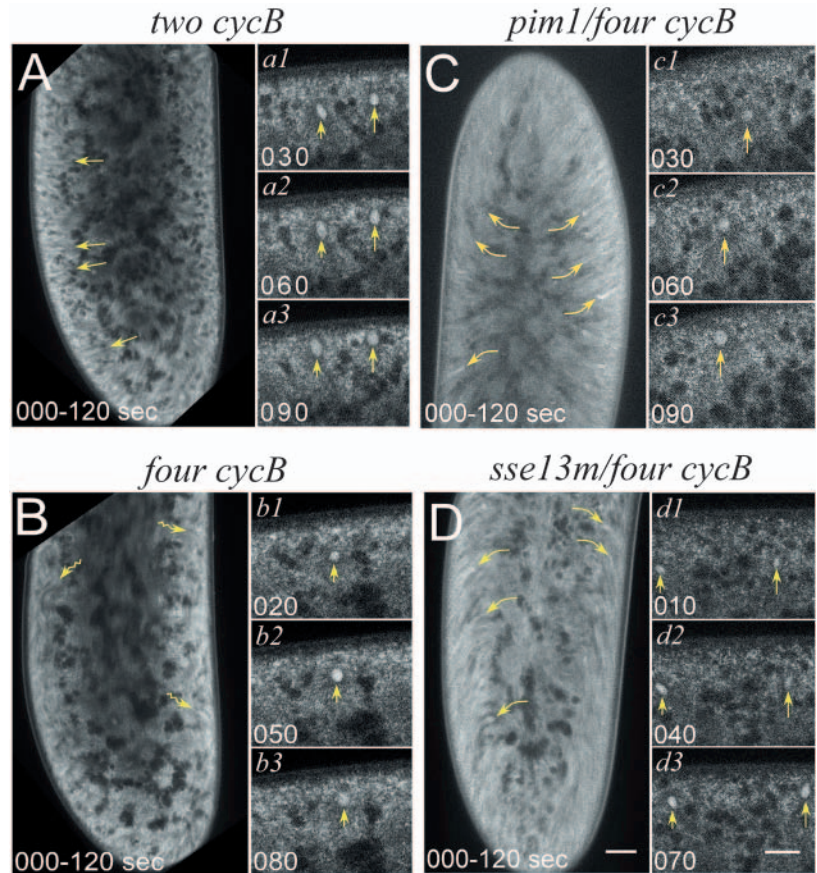 two cycB
pim1/four cycB
A
a1
030
a2
060
a3
090
000-120 sec
C
c1
030
c2
060
c3
090
000-120 sec
four cycB
sse13m/four cycB
B
b1
020
b2
050
b3
080
000-120 sec
D
d1
010
d2
040
d3
070
000-120 sec